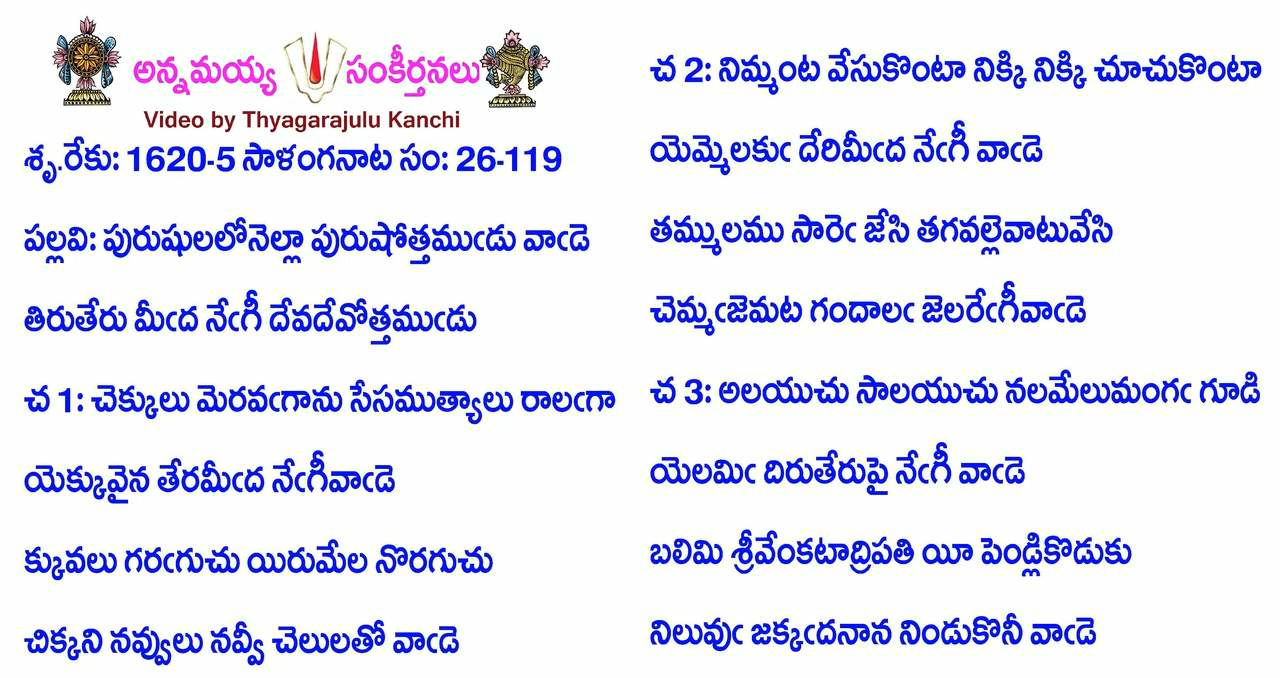 అన్నమయ్య సంకీర్తనలు
Video by Thyagarajulu Kanchi
శృ.రేకు: 1620-5 సాళంగనాట సం: 26-119
పల్లవి: పురుషులలోనెల్లా పురుషోత్తముఁడు వాఁడె
తిరుతేరు మీఁద నేఁగీ దేవదేవోత్తముఁడు
చ 1: చెక్కులు మెరవఁగాను సేసముత్యాలు రాలఁగా
యెక్కువైన తేరమీఁద నేఁగీవాఁడె
క్కువలు గరఁగుచు యిరుమేల నొరగుచు
చిక్కని నవ్వులు నవ్వీ చెలులతో వాఁడె
చ 2: నిమ్మంట వేసుకొంటా నిక్కి నిక్కి చూచుకొంటా
యెమ్మెలకుఁ దేరిమీఁద నేఁగీ వాఁడె
తమ్ములము సారెఁ జేసి తగవల్లెవాటువేసి
చెమ్మఁజెమట గందాలఁ జెలరేఁగీవాఁడె
చ 3: అలయుచు సాలయుచు నలమేలుమంగఁ గూడి
యెలమిఁ దిరుతేరుపై నేఁగీ వాఁడె
బలిమి శ్రీవేంకటాద్రిపతి యీ పెండ్లికొడుకు
నిలువుఁ జక్కఁదనాన నిండుకొనీ వాఁడె